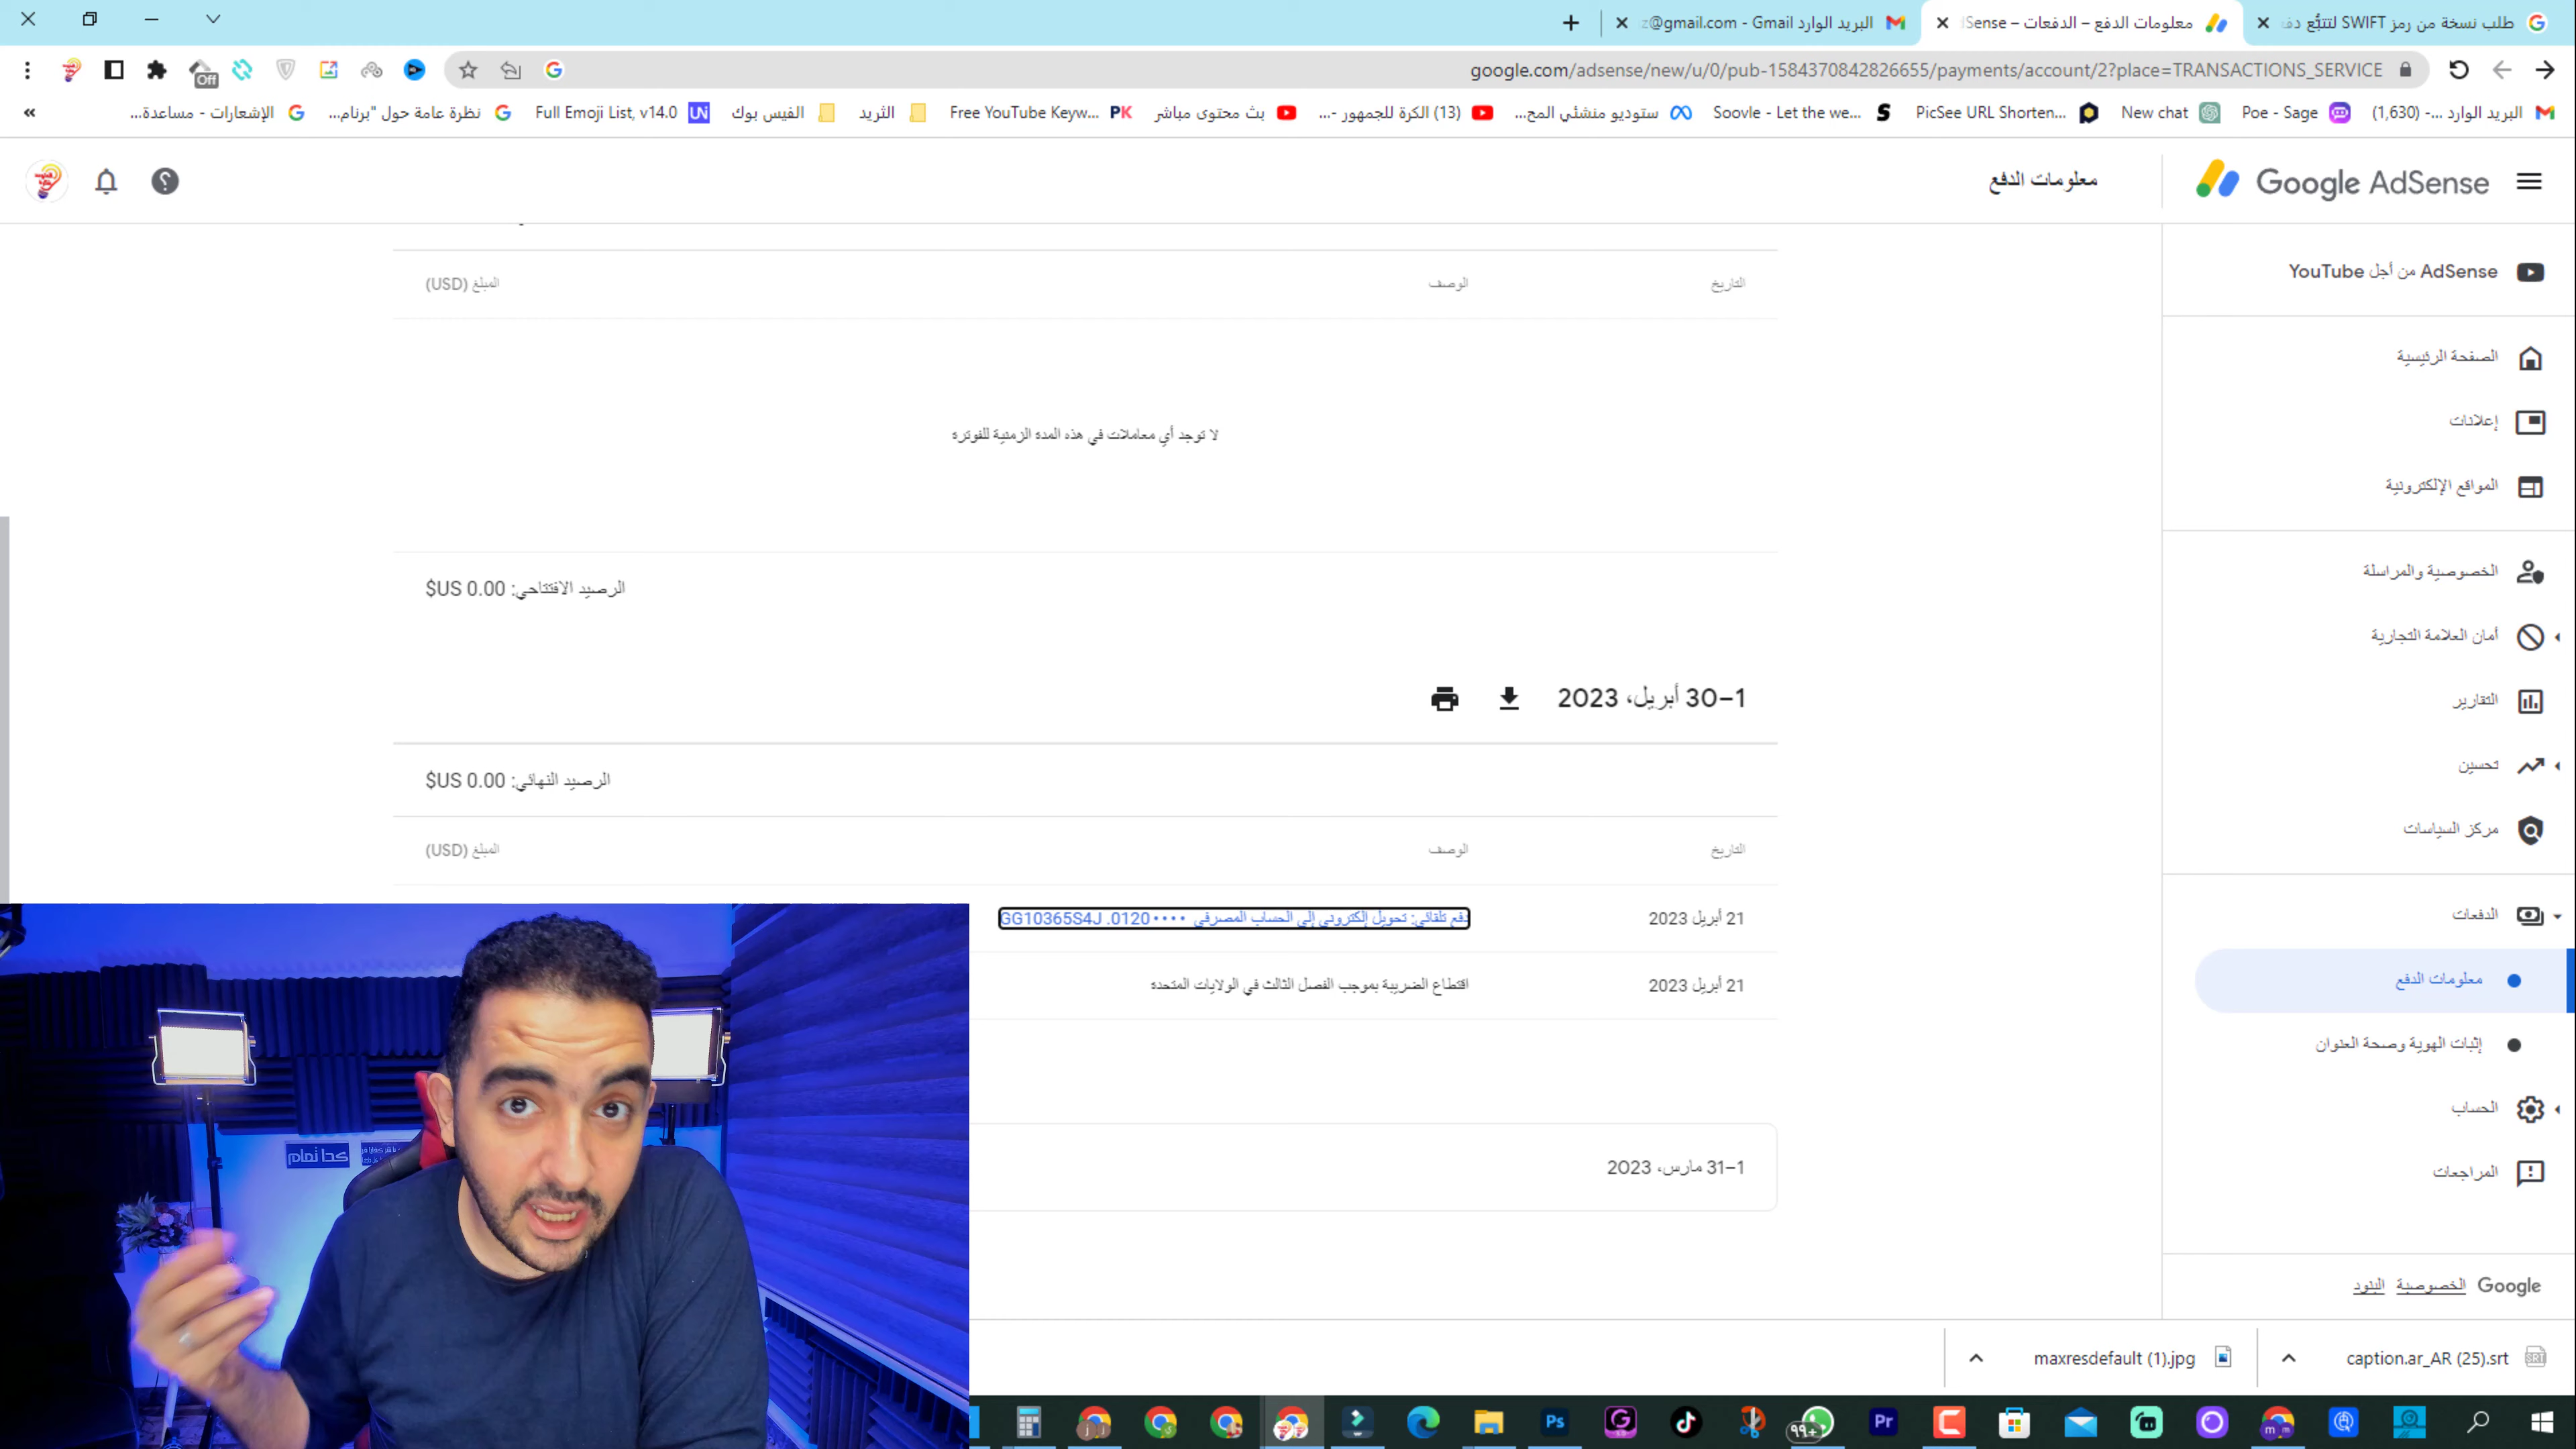 طلب نسخة من رمز SWIFT لتتبُّع دف
معلومات الدفع – الدفعات – Sense
البريد الوارد - z@gmail.com - Gmail
google.com/adsense/new/u/0/pub-1584370842826655/payments/account/2?place=TRANSACTIONS_SERVICE
Off
البريد الوارد ...- (1,630)
Poe - Sage
New chat
PicSee URL Shorten...
Soovle - Let the we...
ستوديو منشئي المح...
(13) الكرة للجمهور -...
بث محتوى مباشر
PK Free YouTube Keyw...
الثريد
الفيس بوك
Full Emoji List, v14.0
نظرة عامة حول "برنام...
الإشعارات - مساعدة...
Google AdSense
معلومات الدفع
AdSense من أجل YouTube
الصفحة الرئيسية
إعلانات
المواقع الإلكترونية
الخصوصية والمراسلة
أمان العلامة التجارية
التقارير
تحسين
مركز السياسات
الدفعات
معلومات الدفع
إثبات الهوية وصحة العنوان
الحساب
المراجعات
Google الخصوصية البنود
التاريخ الوصف المبلغ (USD)
لا توجد أي معاملات في هذه المدة الزمنية للفوترة
الرصيد الافتتاحي: US 0.00$
1–30 أبريل، 2023
الرصيد النهائي: US 0.00$
التاريخ الوصف المبلغ (USD)
21 أبريل 2023 دفع تلقائي: تحويل إلكتروني إلى الحساب المصرفي •••• 0120. GG10365S4J
21 أبريل 2023 اقتطاع الضريبة بموجب الفصل الثالث في الولايات المتحدة
1–31 مارس، 2023
كدا تمام
caption.ar_AR (25).srt
maxresdefault (1).jpg
Ps
Pr
+٩٩